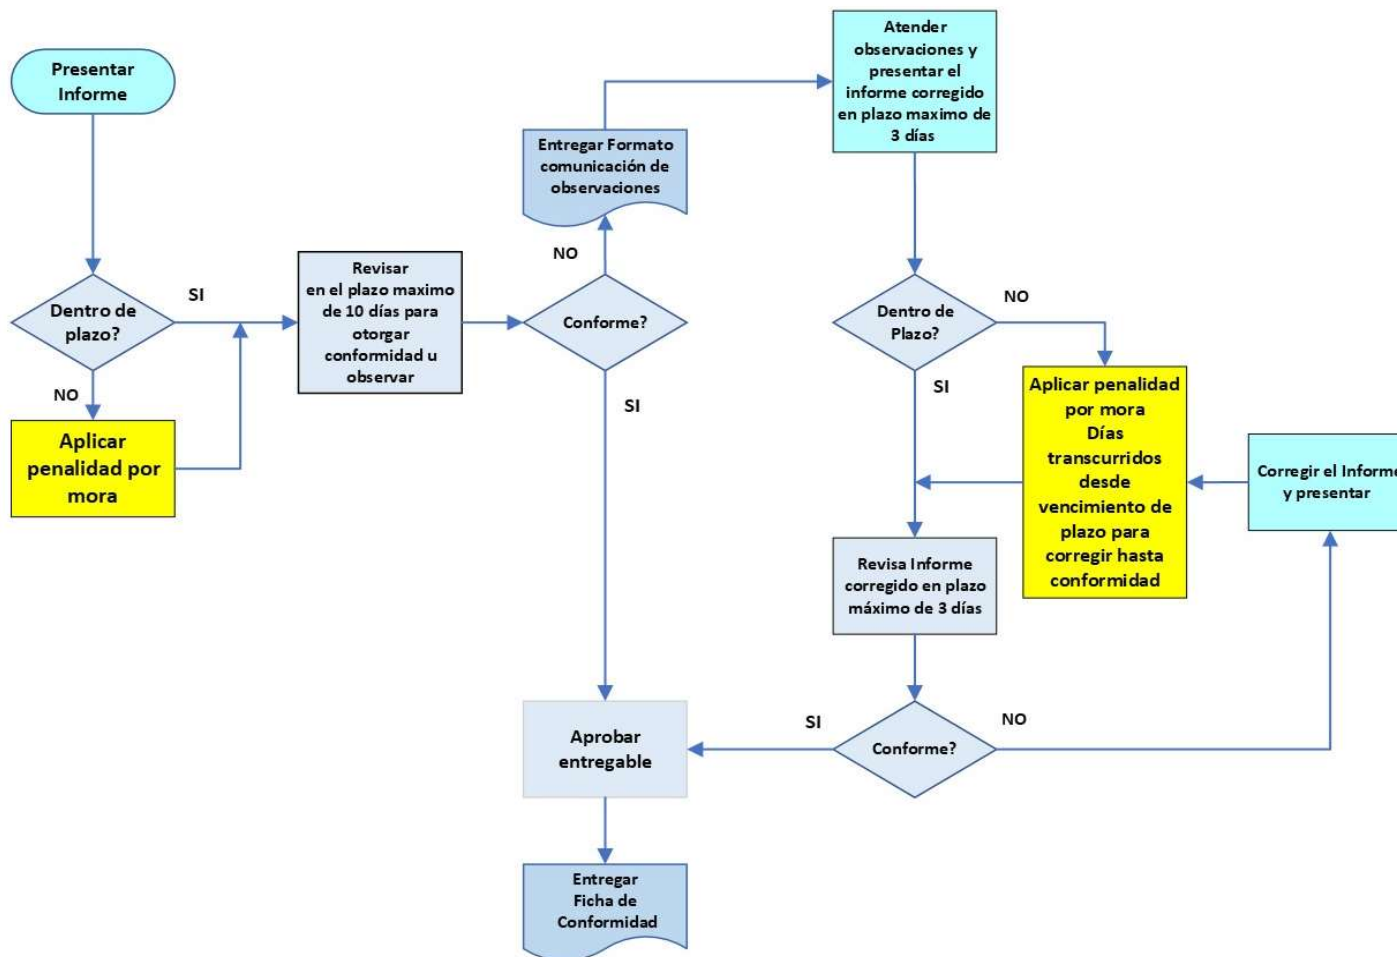 Presentar
Informe
Dentro de
plazo?
SI
NO
Aplicar
penalidad por
mora
Revisar
en el plazo maximo
de 10 días para
otorgar
conformidad u
observar
Conforme?
NO
SI
Entregar Formato
comunicación de
observaciones
Atender
observaciones y
presentar el
informe corregido
en plazo maximo de
3 días
Dentro de
Plazo?
NO
SI
Aplicar penalidad
por mora
Días
transcurridos
desde
vencimiento de
plazo para
corregir hasta
conformidad
Corregir el Informe
y presentar
Revisa Informe
corregido en plazo
máximo de 3 días
Conforme?
SI
NO
Aprobar
entregable
Entregar
Ficha de
Conformidad